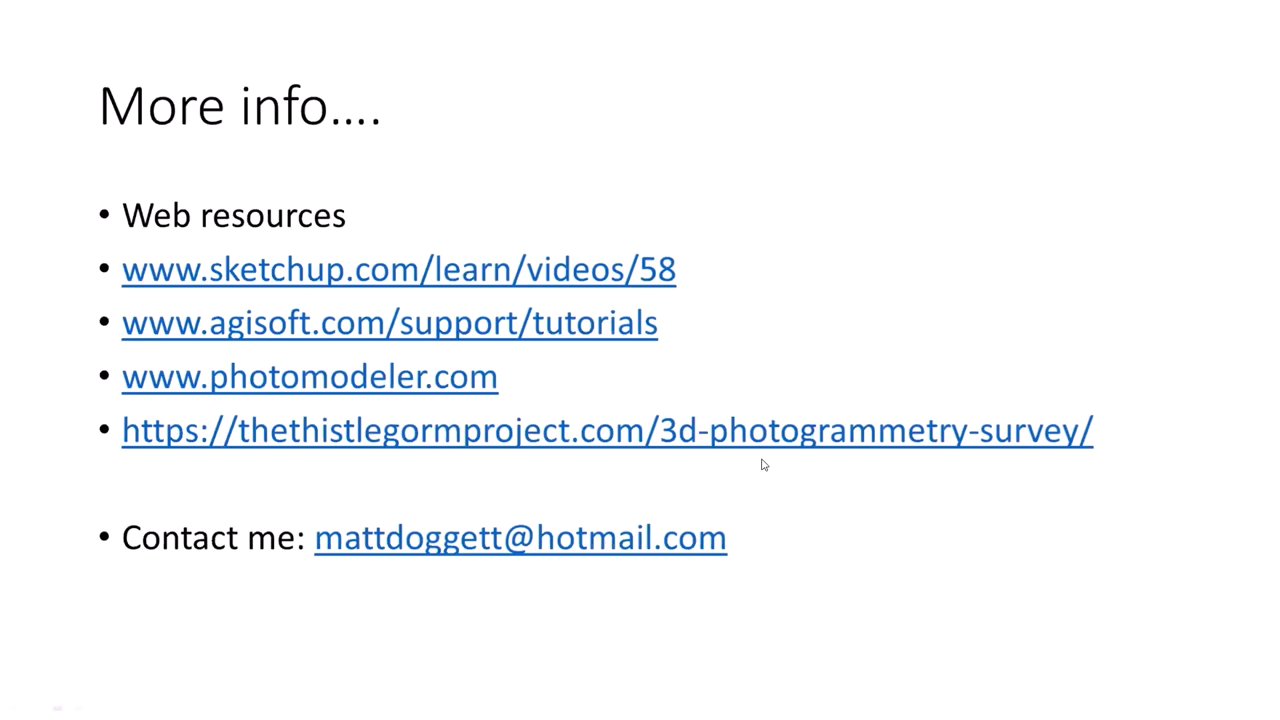 More info....
• Web resources
• www.sketchup.com/learn/videos/58
• www.agisoft.com/support/tutorials
• www.photomodeler.com
• https://thethistlegormproject.com/3d-photogrammetry-survey/
• Contact me: mattdoggett@hotmail.com